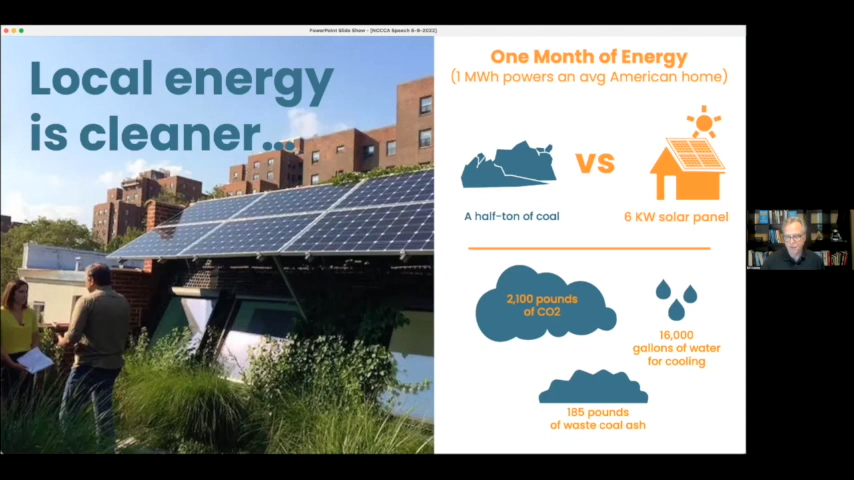 PowerPoint Slide Show - [NCCCA Speech 6-9-2022]
Local energy
is cleaner...
One Month of Energy
(1 MWh powers an avg American home)
VS
A half-ton of coal
6 KW solar panel
2,100 pounds
of CO2
16,000
gallons of water
for cooling
185 pounds
of waste coal ash